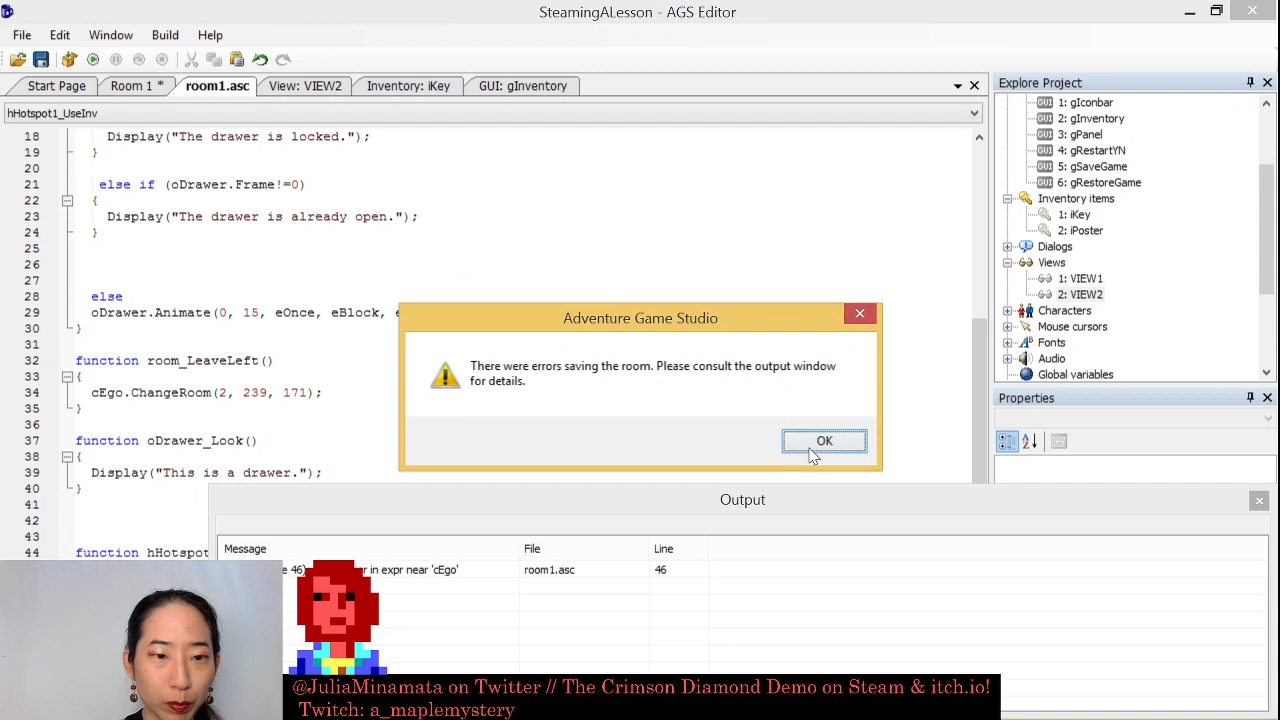 SteamingALesson - AGS Editor
File Edit Window Build Help
Start Page Room 1 * room1.asc View: VIEW2 Inventory: iKey GUI: gInventory
hHotspot1_UseInv
18 Display("The drawer is locked.");
19 }
20
21 else if (oDrawer.Frame!=0)
22 {
23 Display("The drawer is already open.");
24 }
25
26
27
28 else
29 oDrawer.Animate(0, 15, eOnce, eBlock,
30 }
31
32 function room_LeaveLeft()
33 {
34 cEgo.ChangeRoom(2, 239, 171);
35 }
36
37 function oDrawer_Look()
38 {
39 Display("This is a drawer.");
40 }
41
42
43
44 function hHotspot
Adventure Game Studio
There were errors saving the room. Please consult the output window
for details.
OK
Explore Project
GUI 1: gIconbar
GUI 2: gInventory
GUI 3: gPanel
GUI 4: gRestartYN
GUI 5: gSaveGame
GUI 6: gRestoreGame
Inventory items
1: iKey
2: iPoster
Dialogs
Views
1: VIEW1
2: VIEW2
Characters
Mouse cursors
Fonts
Audio
Global variables
Properties
Output
Message File Line
46) r in expr near 'cEgo' room1.asc 46
@JuliaMinamata on Twitter // The Crimson Diamond Demo on Steam & itch.io!
Twitch: a_maplemystery